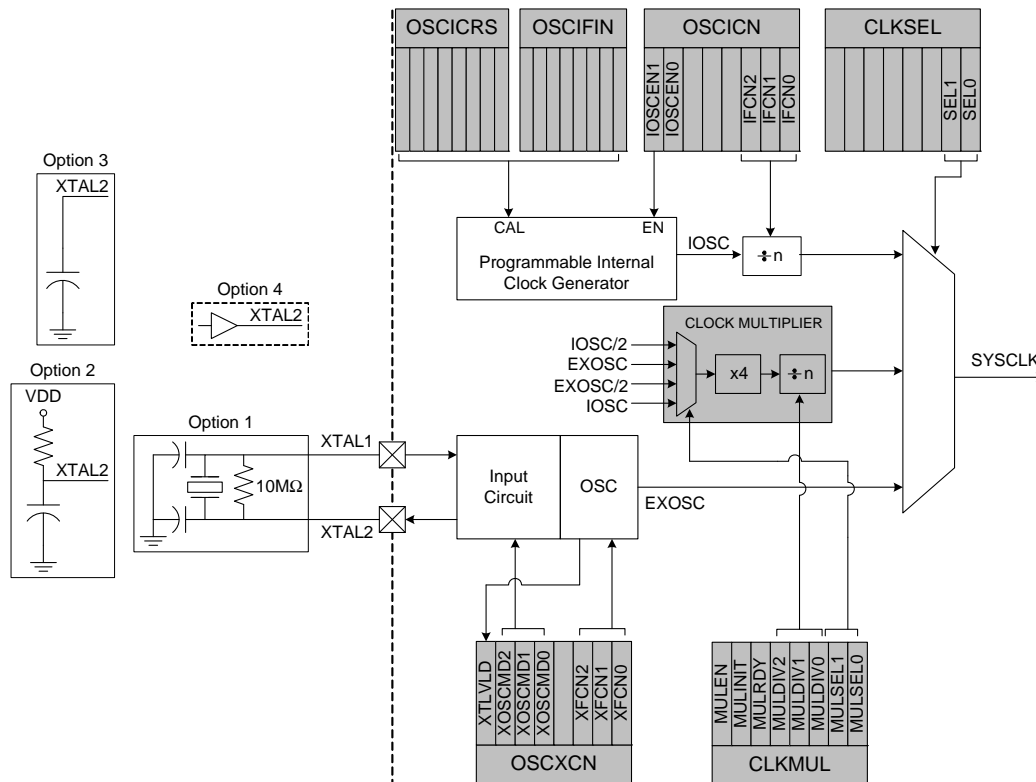 OSCICRS
OSCIFIN
OSCICN
CLKSEL
IOSCEN1
IOSCEN0
IFCN2
IFCN1
IFCN0
SEL1
SEL0
Option 3
XTAL2
CAL
EN
Programmable Internal
Clock Generator
IOSC
÷n
Option 4
XTAL2
CLOCK MULTIPLIER
IOSC/2
EXOSC
EXOSC/2
IOSC
x4
÷n
SYSCLK
Option 2
VDD
XTAL2
Option 1
10MΩ
XTAL1
XTAL2
Input
Circuit
OSC
EXOSC
XTLVLD
XOSCMD2
XOSCMD1
XOSCMD0
XFCN2
XFCN1
XFCN0
OSCXCN
MULEN
MULINIT
MULRDY
MULDIV2
MULDIV1
MULDIV0
MULSEL1
MULSEL0
CLKMUL